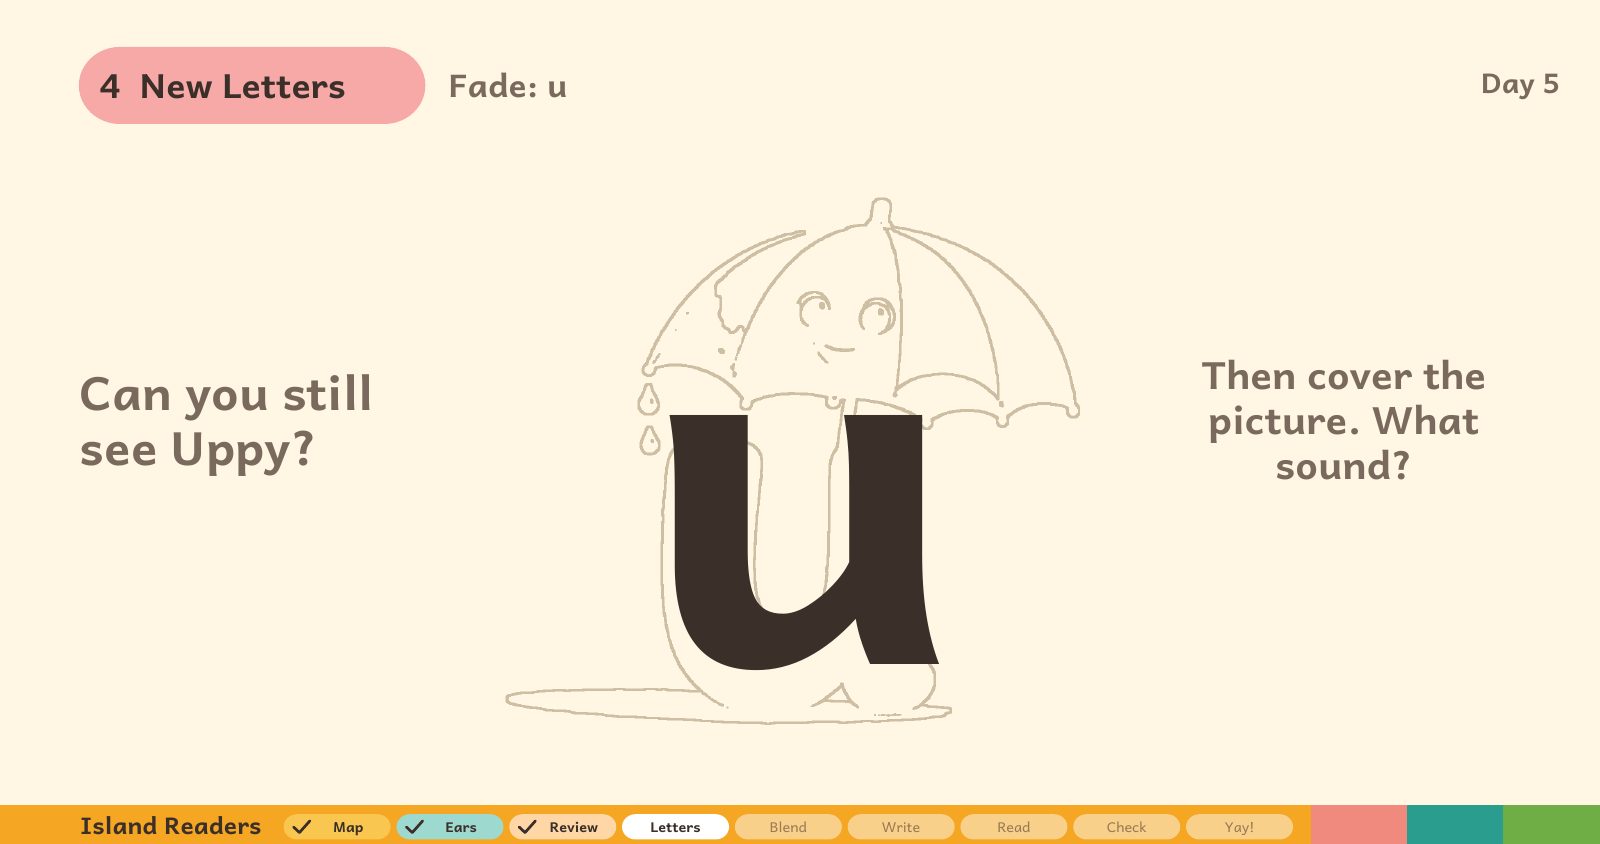 4 New Letters
Fade: u
Day 5
Can you still
see Uppy?
u
Then cover the
picture. What
sound?
Island Readers
Map
Ears
Review
Letters
Blend
Write
Read
Check
Yay!